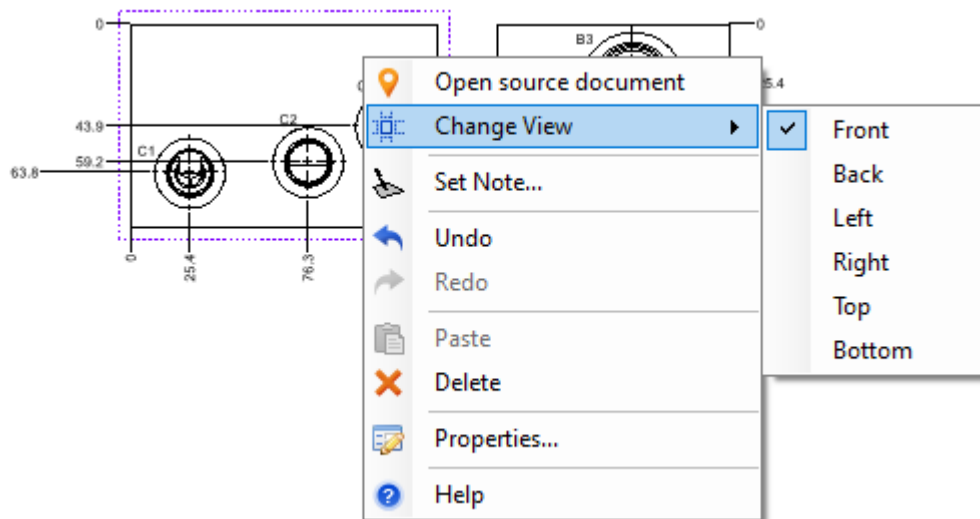 0
0
B3
Open source document
5.4
43.9
C2
Change View
Front
63.8
59.2
C1
Back
Set Note...
Left
Undo
0
25.4
76.3
Right
Redo
Top
Paste
Bottom
Delete
Properties...
Help